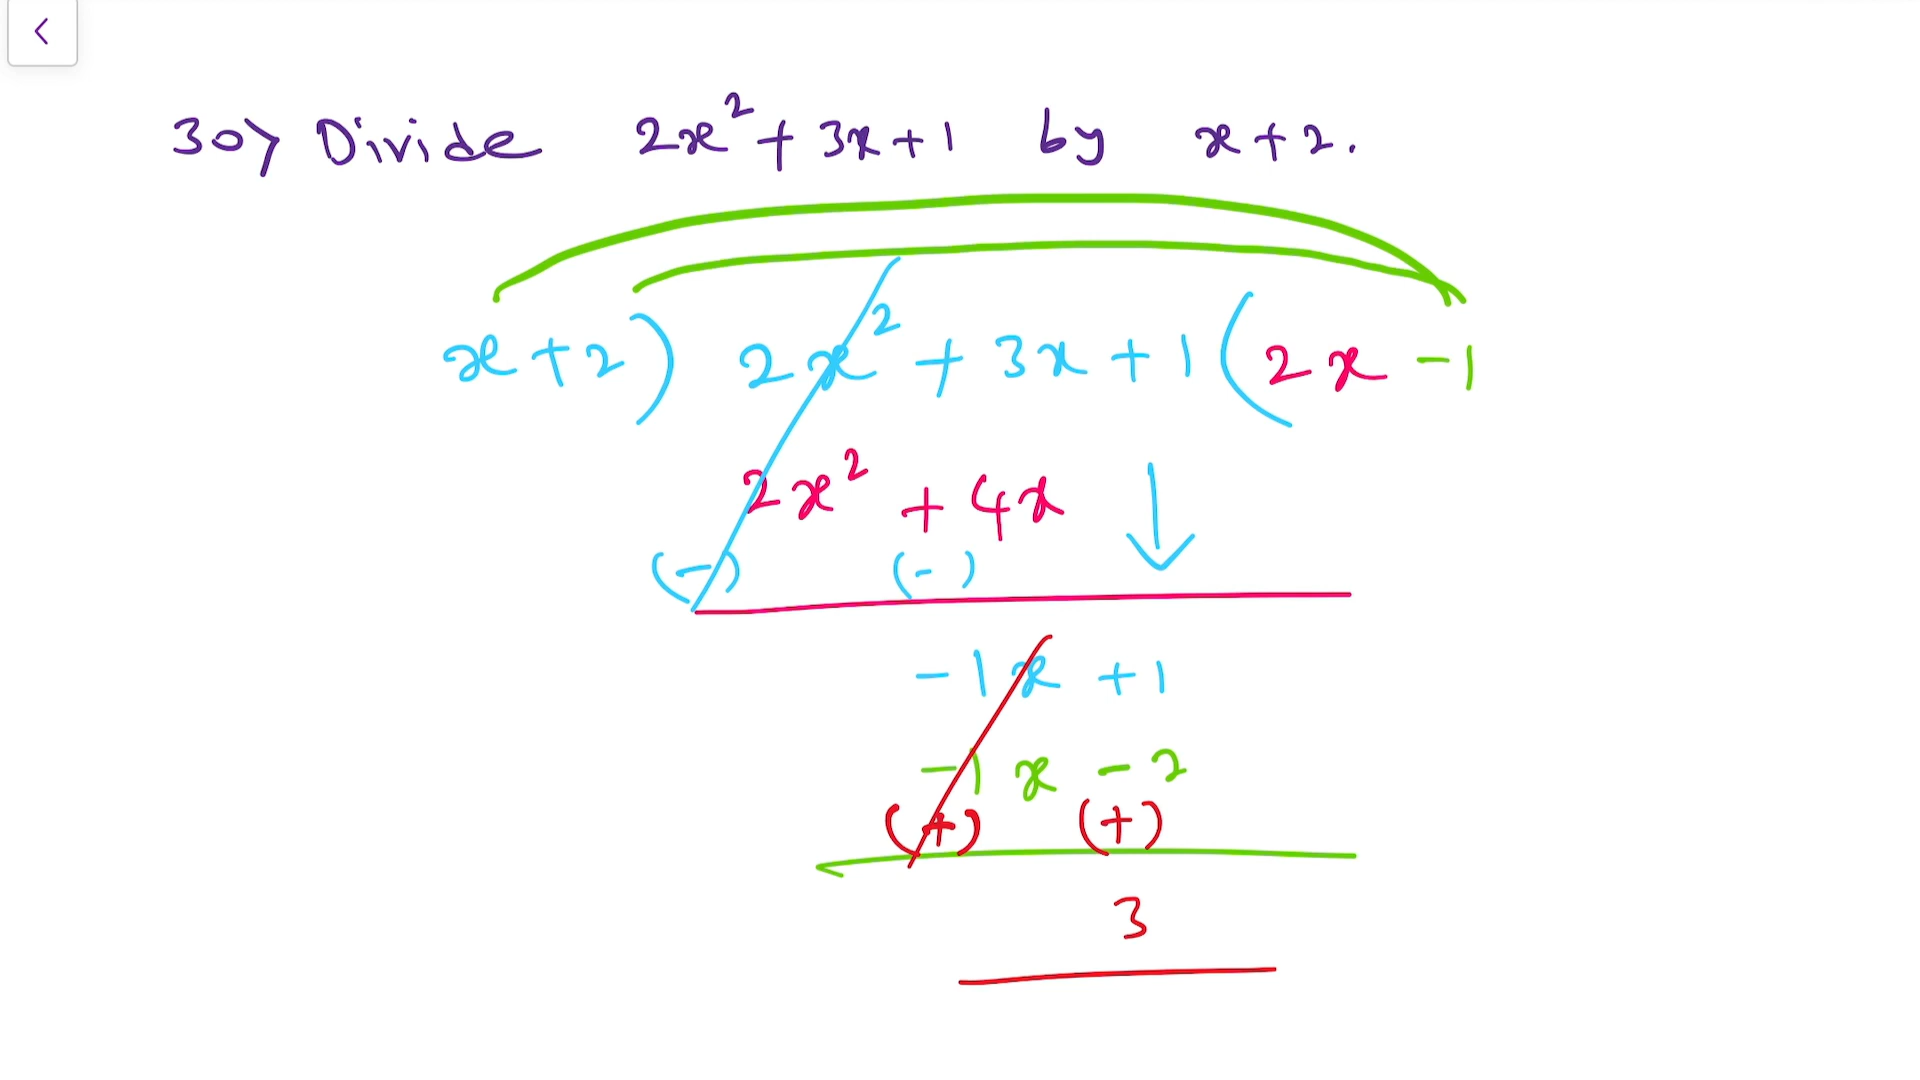 30) Divide 2x² + 3x + 1 by x + 2.
x + 2) 2x² + 3x + 1 (2x - 1
2x² + 4x
(-) (-)
-1x + 1
-1x - 2
(+) (+)
3